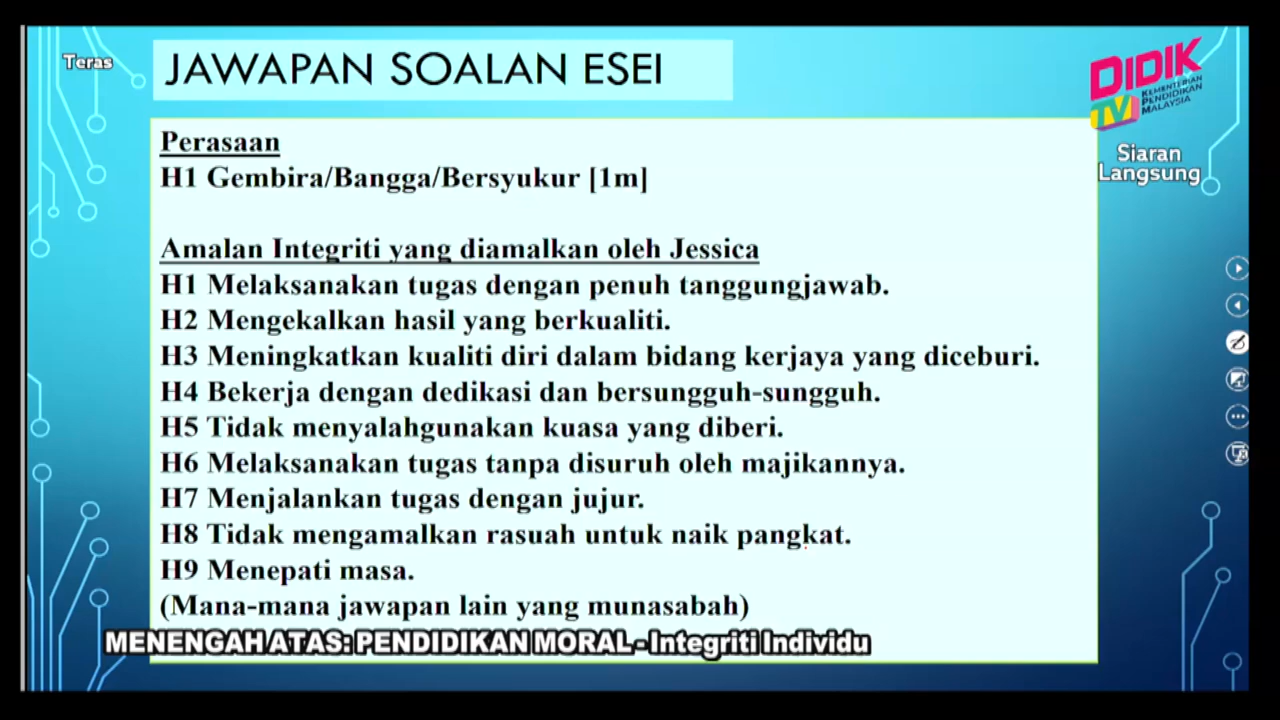 Teras
JAWAPAN SOALAN ESEI
DIDIK
TV
KEMENTERIAN
PENDIDIKAN
MALAYSIA
Siaran
Langsung
Perasaan
H1 Gembira/Bangga/Bersyukur [1m]
Amalan Integriti yang diamalkan oleh Jessica
H1 Melaksanakan tugas dengan penuh tanggungjawab.
H2 Mengekalkan hasil yang berkualiti.
H3 Meningkatkan kualiti diri dalam bidang kerjaya yang diceburi.
H4 Bekerja dengan dedikasi dan bersungguh-sungguh.
H5 Tidak menyalahgunakan kuasa yang diberi.
H6 Melaksanakan tugas tanpa disuruh oleh majikannya.
H7 Menjalankan tugas dengan jujur.
H8 Tidak mengamalkan rasuah untuk naik pangkat.
H9 Menepati masa.
(Mana-mana jawapan lain yang munasabah)
MENENGAH ATAS: PENDIDIKAN MORAL - Integriti Individu